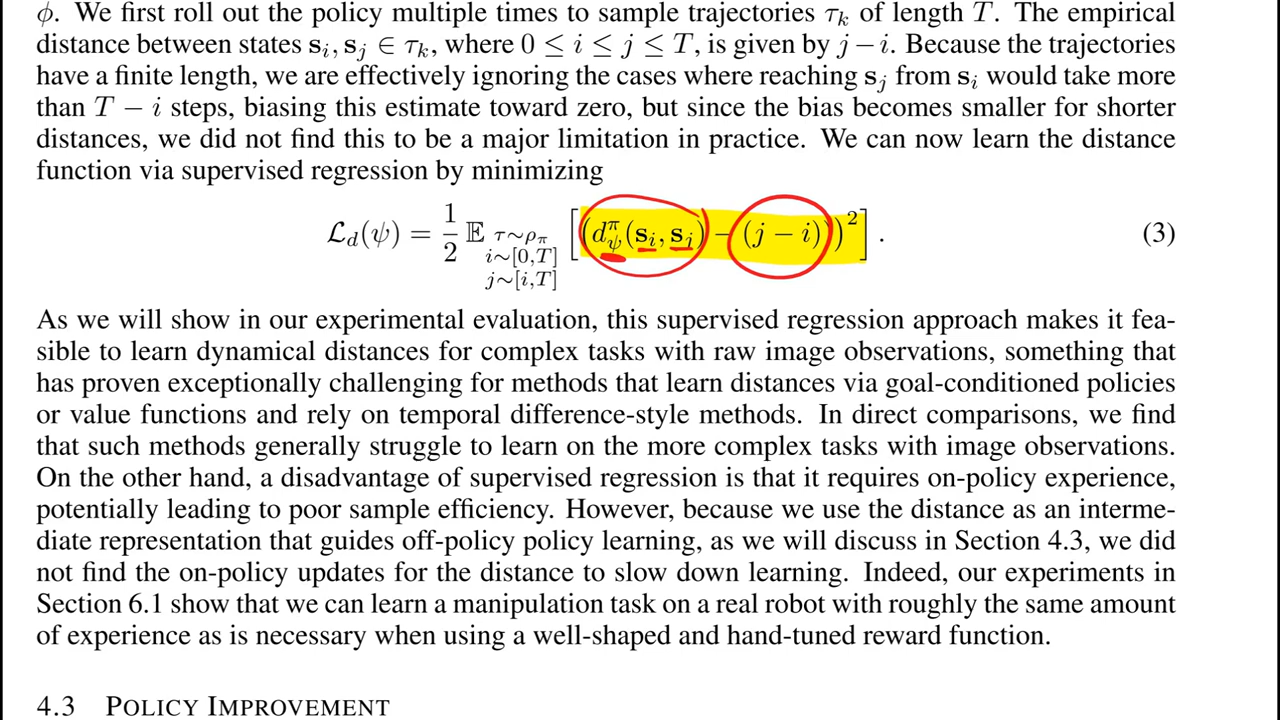 ϕ. We first roll out the policy multiple times to sample trajectories τ_k of length T. The empirical
distance between states s_i, s_j ∈ τ_k, where 0 ≤ i ≤ j ≤ T, is given by j − i. Because the trajectories
have a finite length, we are effectively ignoring the cases where reaching s_j from s_i would take more
than T − i steps, biasing this estimate toward zero, but since the bias becomes smaller for shorter
distances, we did not find this to be a major limitation in practice. We can now learn the distance
function via supervised regression by minimizing
ℒ_d(ψ) = 1/2 𝔼_{τ∼ρ_π, i∼[0,T], j∼[i,T]} [(d^π_ψ(s_i, s_j) − (j − i))^2]. (3)
As we will show in our experimental evaluation, this supervised regression approach makes it fea-
sible to learn dynamical distances for complex tasks with raw image observations, something that
has proven exceptionally challenging for methods that learn distances via goal-conditioned policies
or value functions and rely on temporal difference-style methods. In direct comparisons, we find
that such methods generally struggle to learn on the more complex tasks with image observations.
On the other hand, a disadvantage of supervised regression is that it requires on-policy experience,
potentially leading to poor sample efficiency. However, because we use the distance as an interme-
diate representation that guides off-policy policy learning, as we will discuss in Section 4.3, we did
not find the on-policy updates for the distance to slow down learning. Indeed, our experiments in
Section 6.1 show that we can learn a manipulation task on a real robot with roughly the same amount
of experience as is necessary when using a well-shaped and hand-tuned reward function.
4.3 POLICY IMPROVEMENT